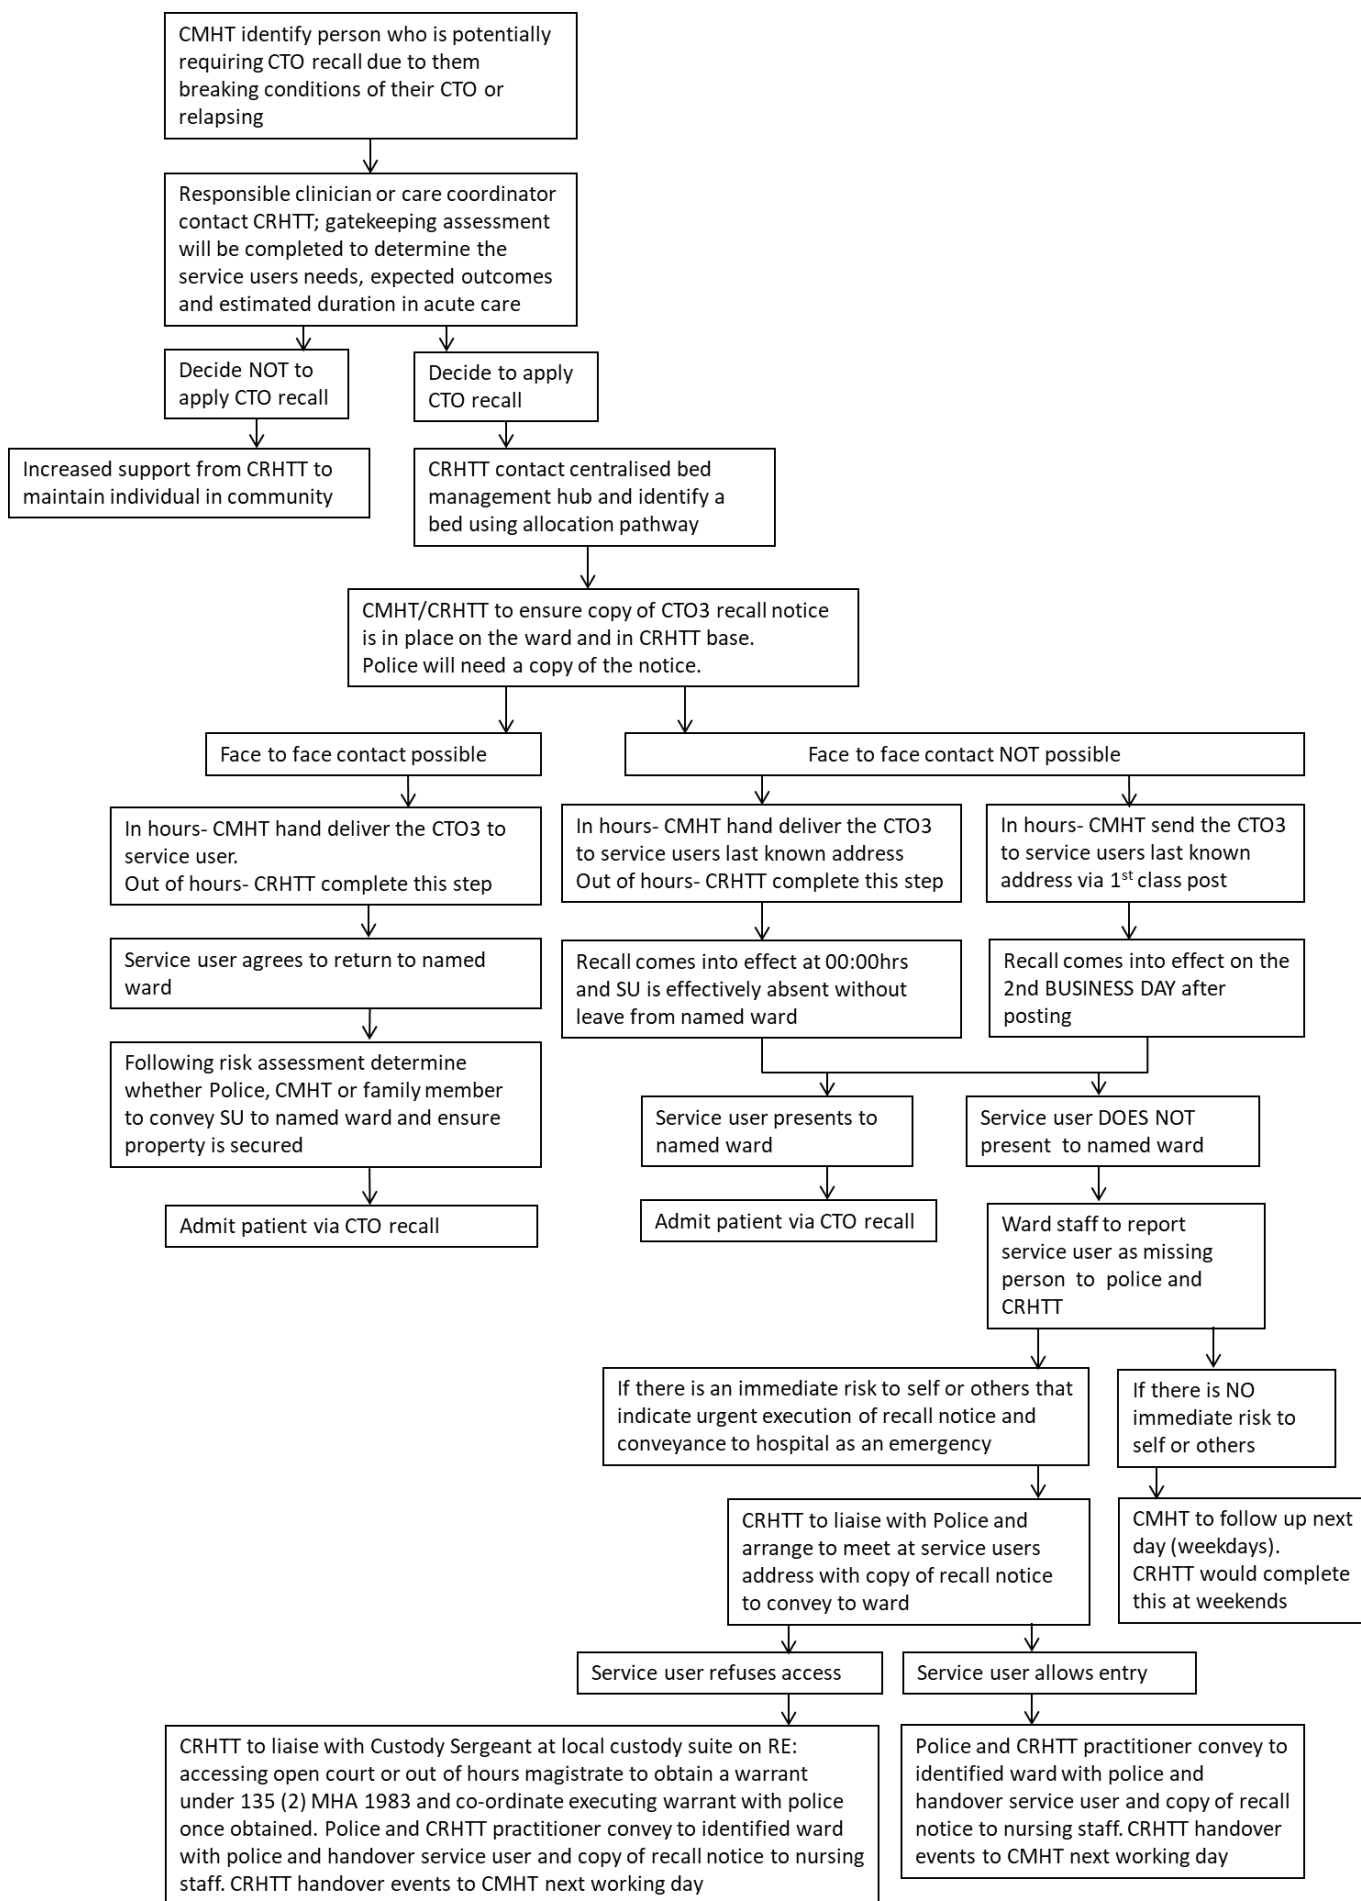 CMHT identify person who is potentially
requiring CTO recall due to them
breaking conditions of their CTO or
relapsing
Responsible clinician or care coordinator
contact CRHTT; gatekeeping assessment
will be completed to determine the
service users needs, expected outcomes
and estimated duration in acute care
Decide NOT to
apply CTO recall
Decide to apply
CTO recall
Increased support from CRHTT to
maintain individual in community
CRHTT contact centralised bed
management hub and identify a
bed using allocation pathway
CMHT/CRHTT to ensure copy of CTO3 recall notice
is in place on the ward and in CRHTT base.
Police will need a copy of the notice.
Face to face contact possible
Face to face contact NOT possible
In hours- CMHT hand deliver the CTO3 to
service user.
Out of hours- CRHTT complete this step
In hours- CMHT hand deliver the CTO3
to service users last known address
Out of hours- CRHTT complete this step
In hours- CMHT send the CTO3
to service users last known
address via 1st class post
Service user agrees to return to named
ward
Recall comes into effect at 00:00hrs
and SU is effectively absent without
leave from named ward
Recall comes into effect on the
2nd BUSINESS DAY after
posting
Following risk assessment determine
whether Police, CMHT or family member
to convey SU to named ward and ensure
property is secured
Service user presents to
named ward
Service user DOES NOT
present to named ward
Admit patient via CTO recall
Admit patient via CTO recall
Ward staff to report
service user as missing
person to police and
CRHTT
If there is an immediate risk to self or others that
indicate urgent execution of recall notice and
conveyance to hospital as an emergency
If there is NO
immediate risk to
self or others
CRHTT to liaise with Police and
arrange to meet at service users
address with copy of recall notice
to convey to ward
CMHT to follow up next
day (weekdays).
CRHTT would complete
this at weekends
Service user refuses access
Service user allows entry
CRHTT to liaise with Custody Sergeant at local custody suite on RE:
accessing open court or out of hours magistrate to obtain a warrant
under 135 (2) MHA 1983 and co-ordinate executing warrant with police
once obtained. Police and CRHTT practitioner convey to identified ward
with police and handover service user and copy of recall notice to nursing
staff. CRHTT handover events to CMHT next working day
Police and CRHTT practitioner convey to
identified ward with police and
handover service user and copy of recall
notice to nursing staff. CRHTT handover
events to CMHT next working day